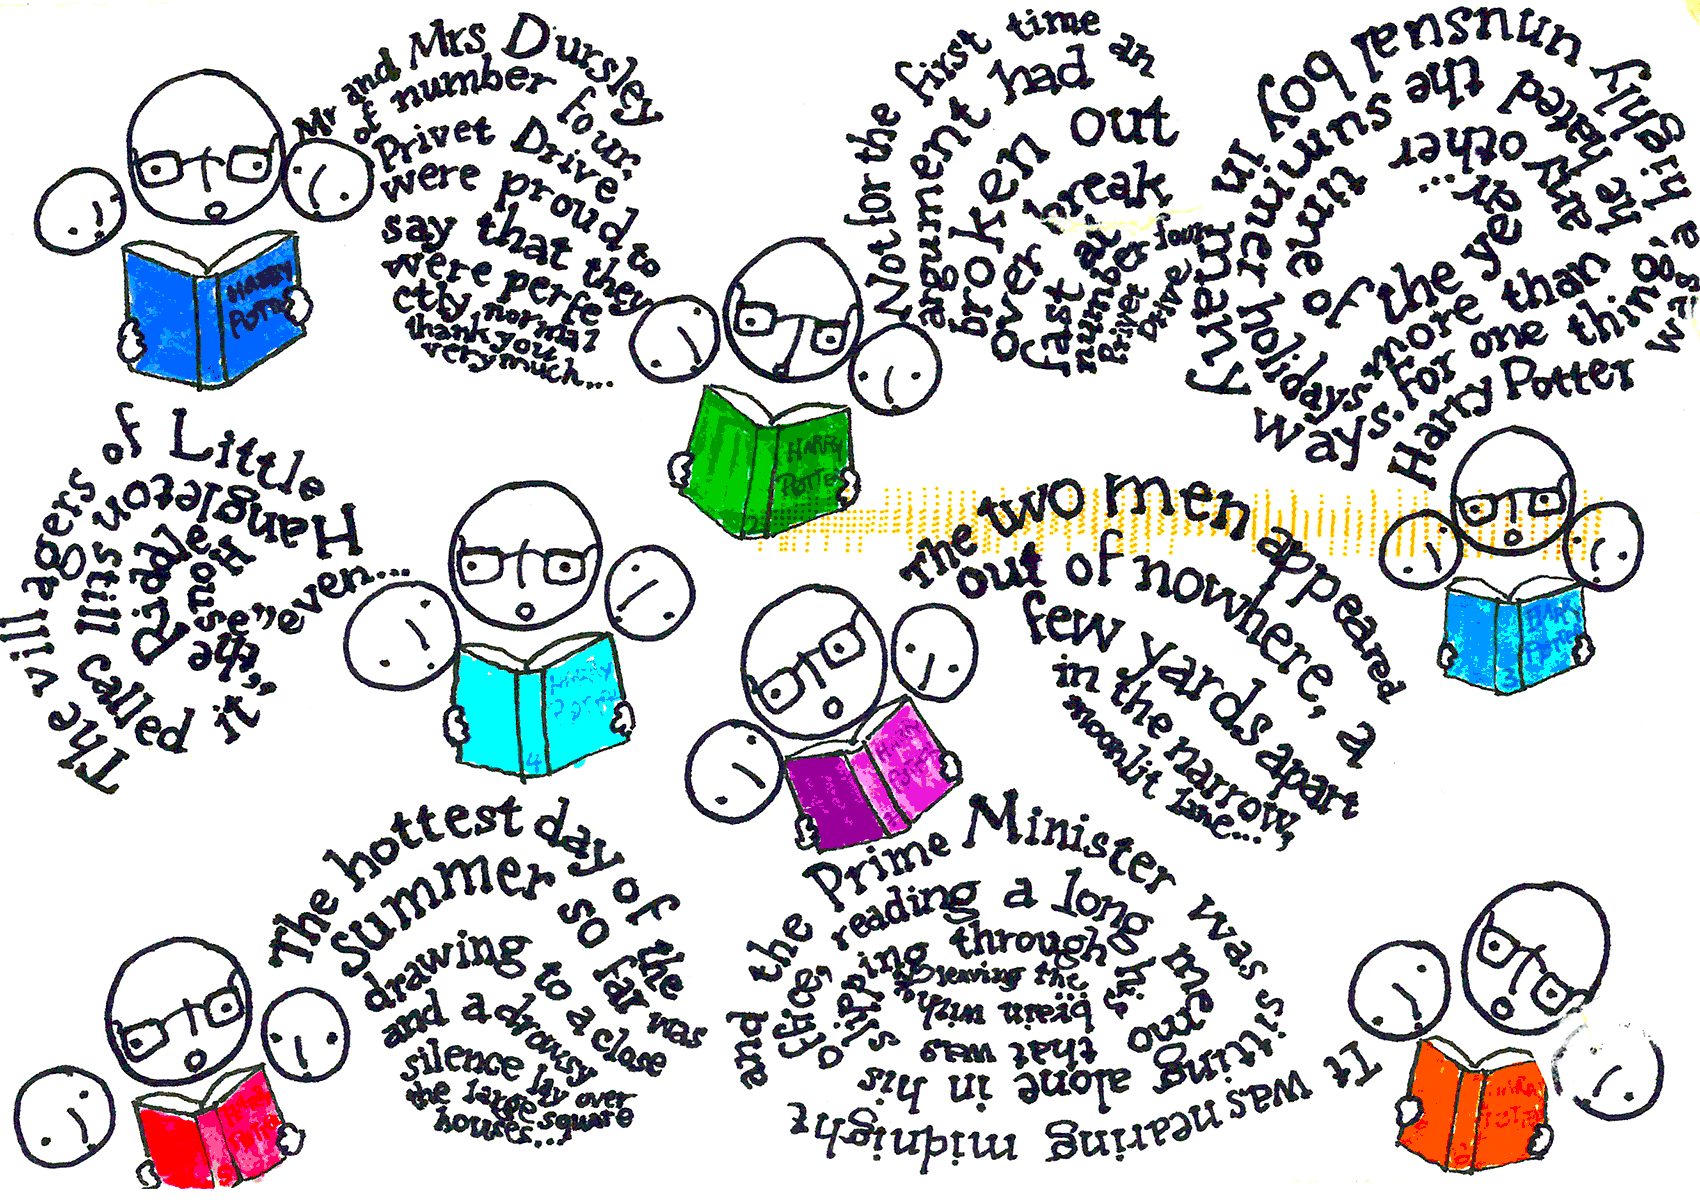 Mr and Mrs Dursley
of number four,
Privet Drive
were proud to
say that they
were perfe
ctly normal
thank you
very much...
HARRY
POTTER
Not for the first time an
argument had
broken out
over break
fast at
number four
Privet
Drive
HARRY
POTTER
2
Harry Potter was a highly unusual boy in many ways. For one thing, he hated the summer holidays more than any other time of the year...
HARRY
POTTER
3
The villagers of Little
Hangleton still called it
"the Riddle House", even...
HARRY
POTTER
4
The two men appeared
out of nowhere, a
few yards apart
in the narrow,
moonlit lane...
HARRY
POTTER
The hottest day of the
Summer so far was
drawing to a close
and a drowsy
silence lay over
the large square
houses...
HARRY
POTTER
It was nearing midnight
and the Prime Minister was sitting alone in his
office, reading a long memo that was
slipping through his brain with
leaving the...